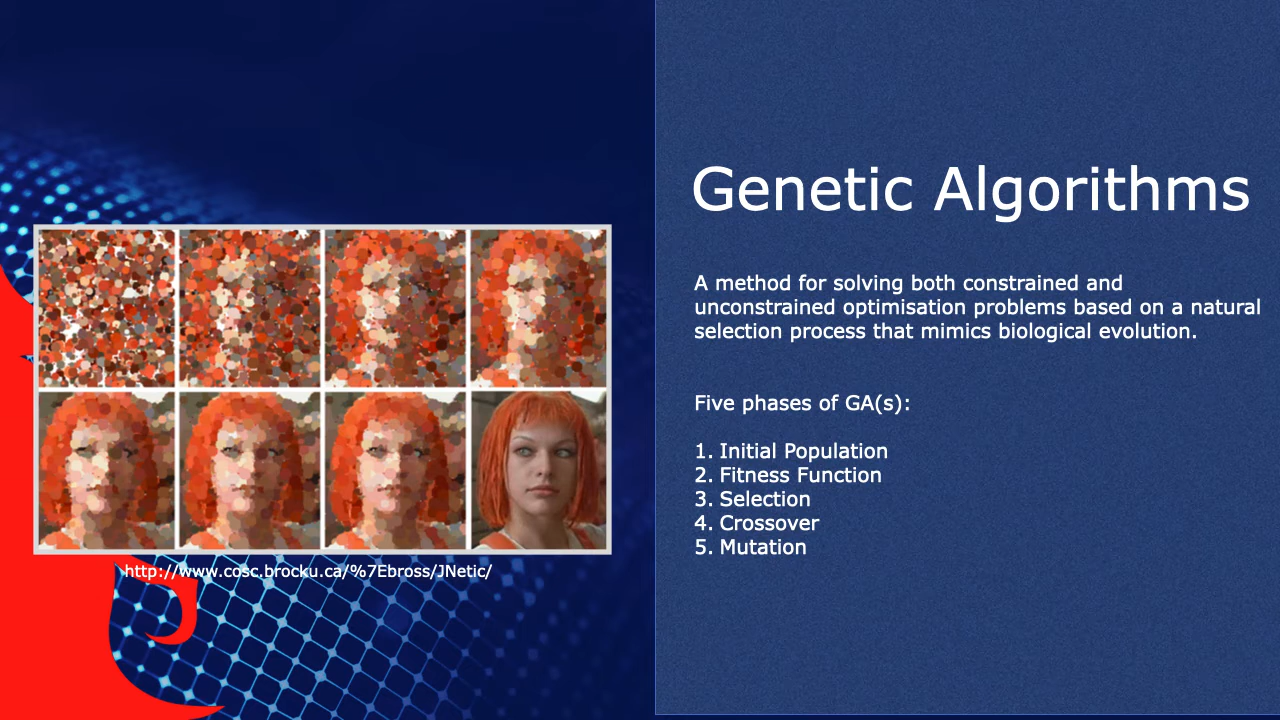 Genetic Algorithms
A method for solving both constrained and
unconstrained optimisation problems based on a natural
selection process that mimics biological evolution.
Five phases of GA(s):
1. Initial Population
2. Fitness Function
3. Selection
4. Crossover
5. Mutation
http://www.cosc.brocku.ca/%7Ebross/JNetic/